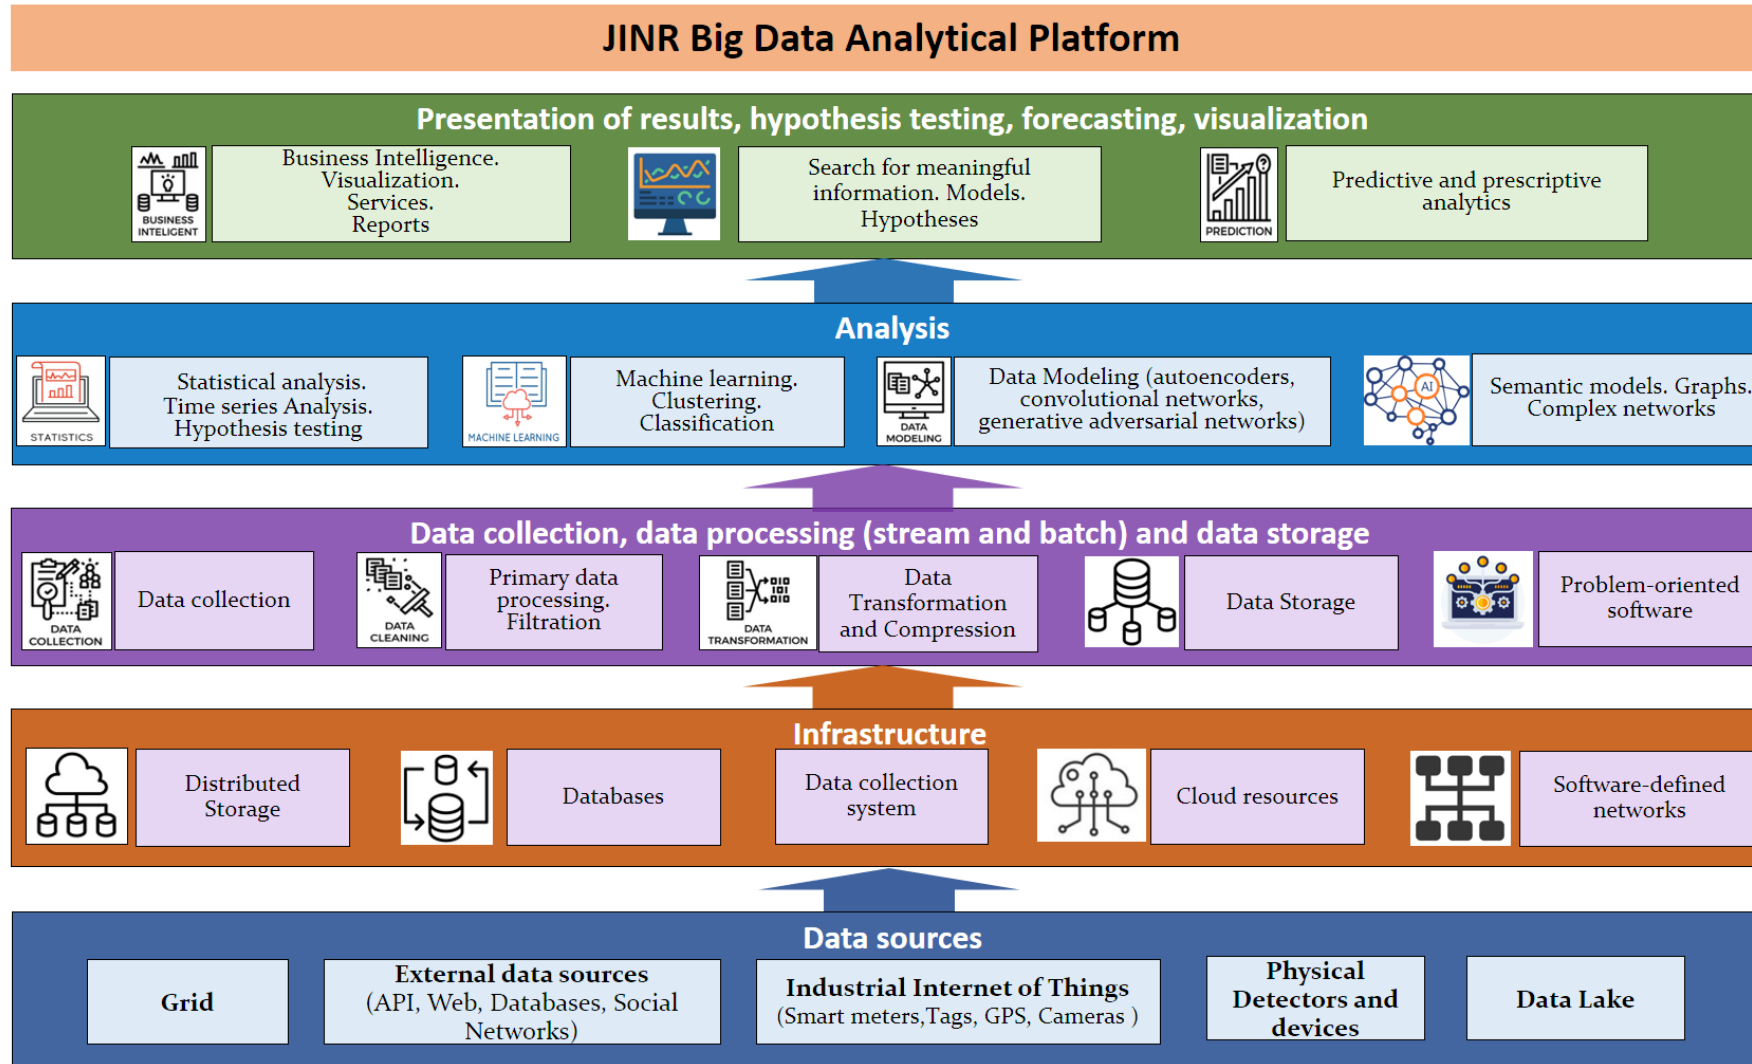 JINR Big Data Analytical Platform
Presentation of results, hypothesis testing, forecasting, visualization
BUSINESS
INTELIGENT
Business Intelligence.
Visualization.
Services.
Reports
Search for meaningful
information. Models.
Hypotheses
PREDICTION
Predictive and prescriptive
analytics
Analysis
STATISTICS
Statistical analysis.
Time series Analysis.
Hypothesis testing
MACHINE LEARNING
Machine learning.
Clustering.
Classification
DATA
MODELING
Data Modeling (autoencoders,
convolutional networks,
generative adversarial networks)
AI
Semantic models. Graphs.
Complex networks
Data collection, data processing (stream and batch) and data storage
DATA
COLLECTION
Data collection
DATA
CLEANING
Primary data
processing.
Filtration
010
101
010
DATA
TRANSFORMATION
Data
Transformation
and Compression
Data Storage
Problem-oriented
software
Infrastructure
Distributed
Storage
Databases
Data collection
system
Cloud resources
Software-defined
networks
Data sources
Grid
External data sources
(API, Web, Databases, Social
Networks)
Industrial Internet of Things
(Smart meters,Tags, GPS, Cameras )
Physical
Detectors and
devices
Data Lake